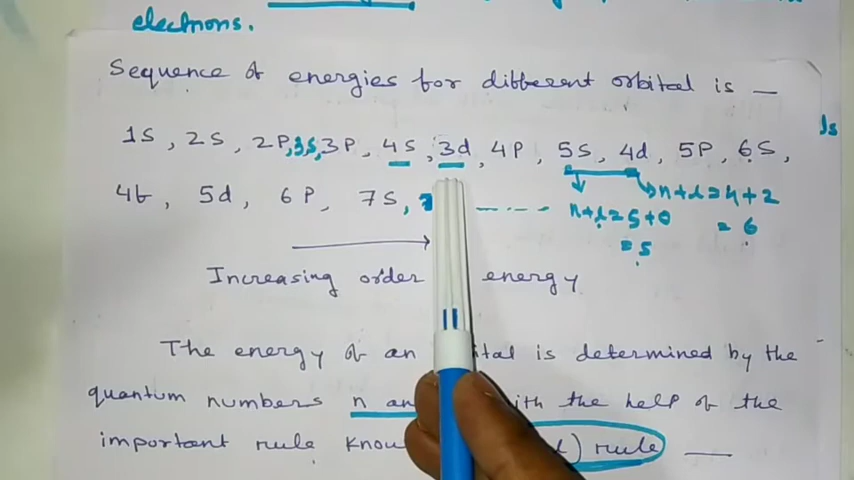 electrons.
Sequence of energies for different orbital is —
1S, 2S, 2P, 3S, 3P, 4S, 3d, 4P, 5S, 4d, 5P, 6S,
4f, 5d, 6P, 7S, ----
n+l=5+0
=5
n+l=4+2
=6
Increasing order energy
The energy of an is determined by the
quantum numbers n with the help of the
important rule rule —